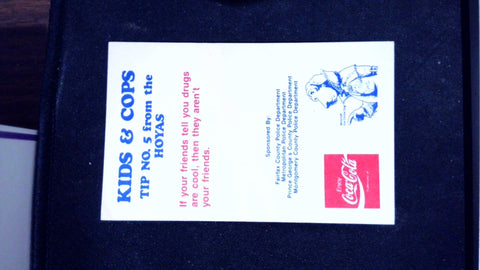 KIDS & COPS
TIP NO. 5 from the
HOYAS
If your friends tell you drugs
are cool, then they aren't
your friends.
Sponsored By:
Fairfax County Police Department
Metropolitan Police Department
Prince George's County Police Department
Montgomery County Police Department
Enjoy
Coca-Cola